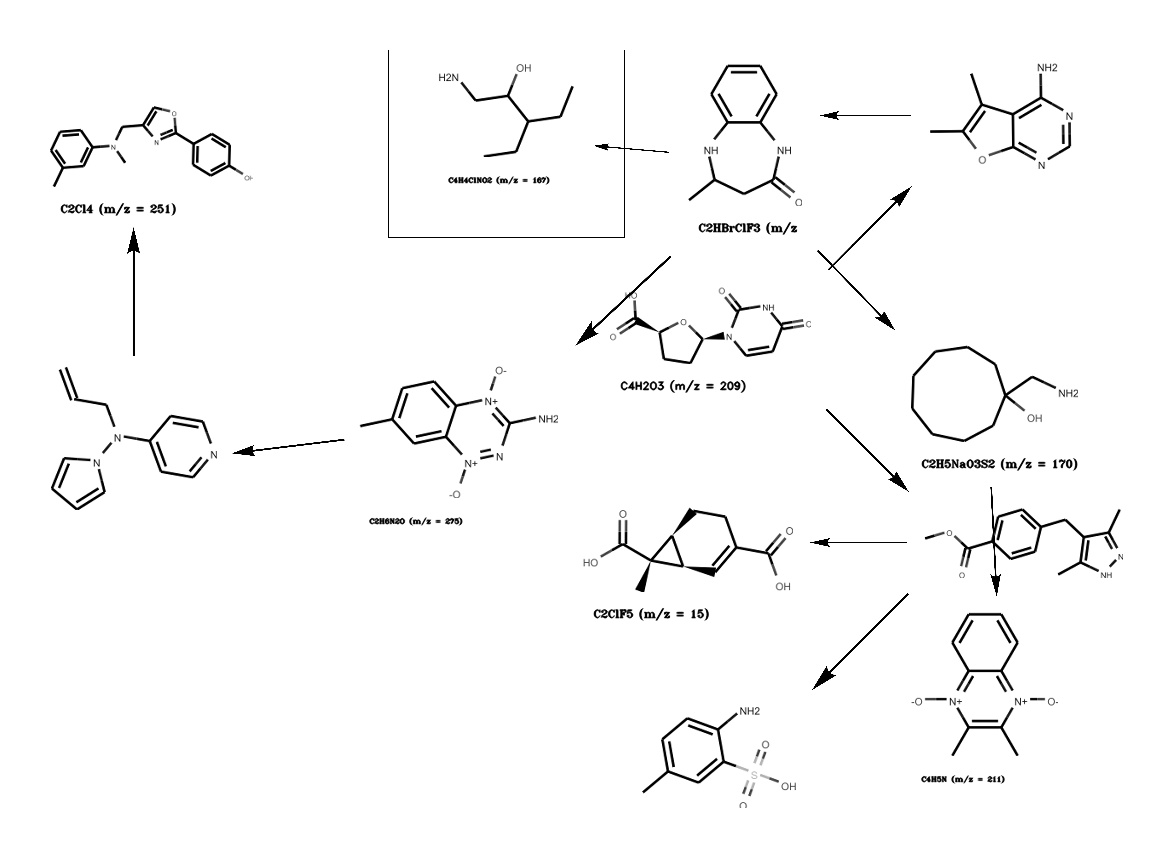 OH
H2N
C4H4ClNO2 (m/z = 167)
NH
NH
O
C2HBrClF3 (m/z
NH2
N
N
O
N
O
N
OH
C2Cl4 (m/z = 251)
HO
O
O
O
NH
O
N
C4H2O3 (m/z = 209)
NH2
OH
C2H5NaO3S2 (m/z = 170)
N
N
N
O-
N+
NH2
N
N+
-O
C2H6N2O (m/z = 275)
O
HO
O
OH
C2ClF5 (m/z = 15)
O
O
N
NH
-O
N+
N+
O-
C4H5N (m/z = 211)
NH2
O
S
OH
O